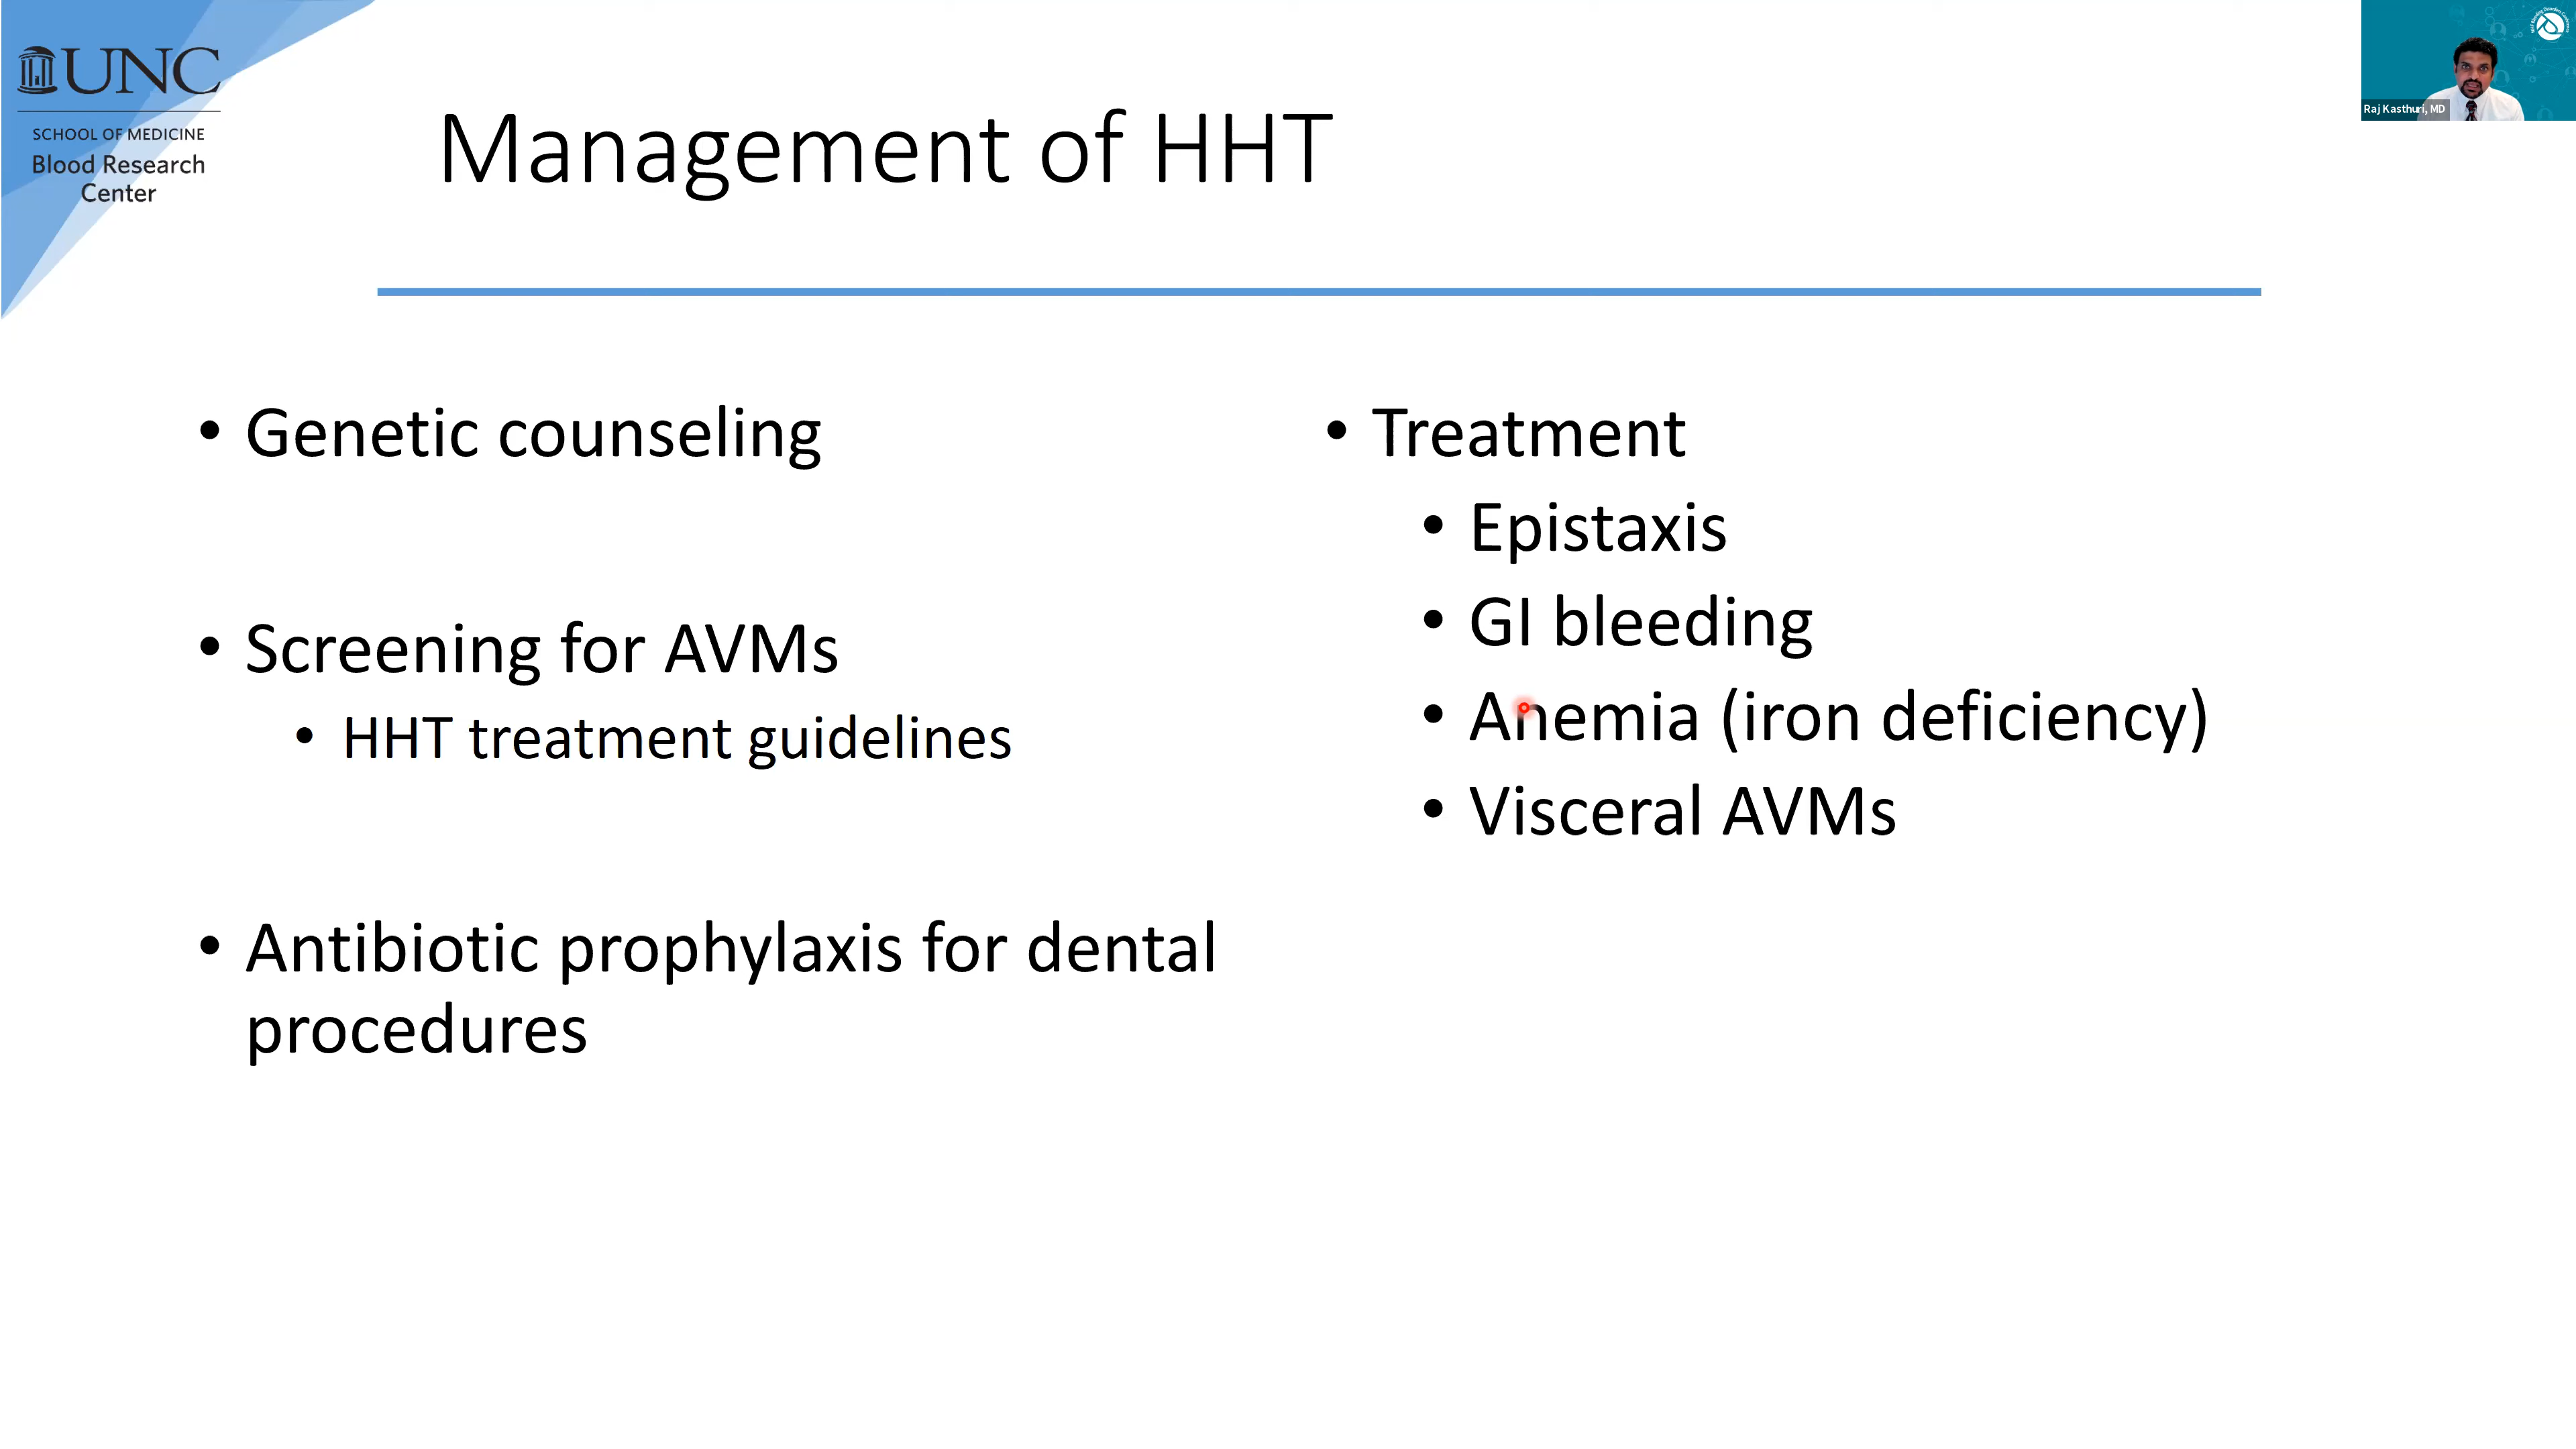 UNC
SCHOOL OF MEDICINE
Blood Research
Center
Management of HHT
Raj Kasthuri, MD
• Genetic counseling
• Screening for AVMs
• HHT treatment guidelines
• Antibiotic prophylaxis for dental
procedures
• Treatment
• Epistaxis
• GI bleeding
• Anemia (iron deficiency)
• Visceral AVMs